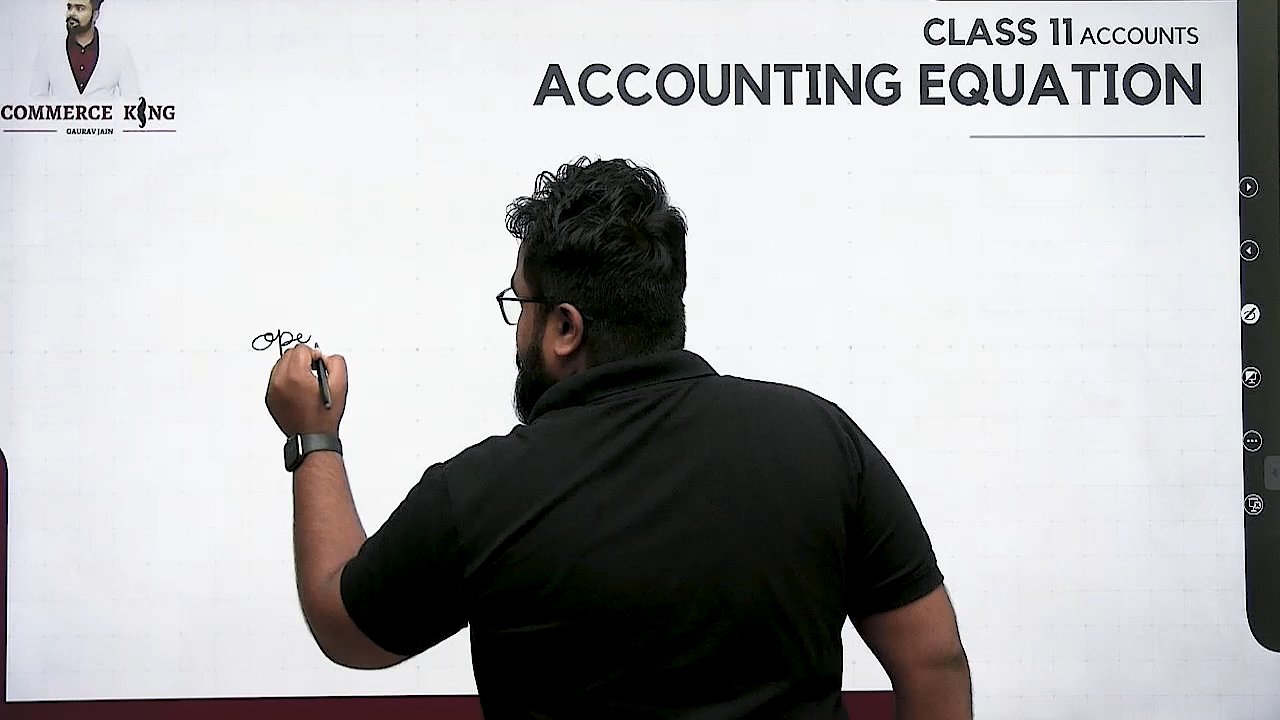 CLASS 11 ACCOUNTS
ACCOUNTING EQUATION
COMMERCE KING
GAURAV JAIN
ope